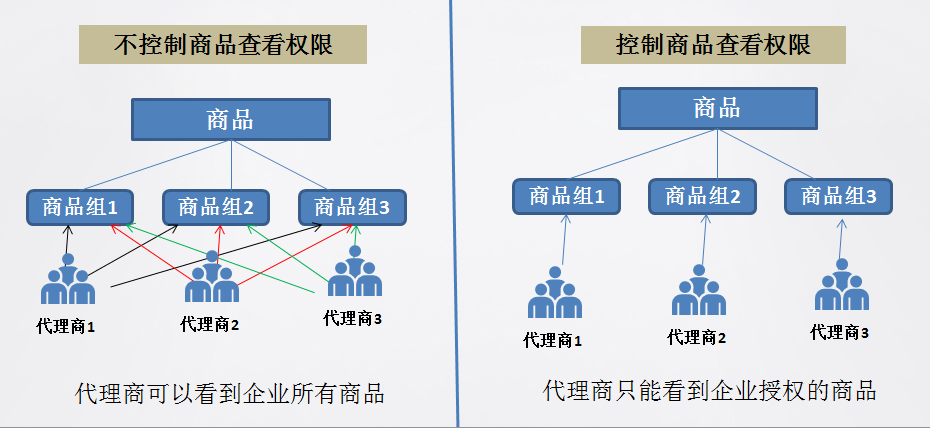 不控制商品查看权限
商品
商品组1
商品组2
商品组3
代理商1
代理商2
代理商3
代理商可以看到企业所有商品
控制商品查看权限
商品
商品组1
商品组2
商品组3
代理商1
代理商2
代理商3
代理商只能看到企业授权的商品